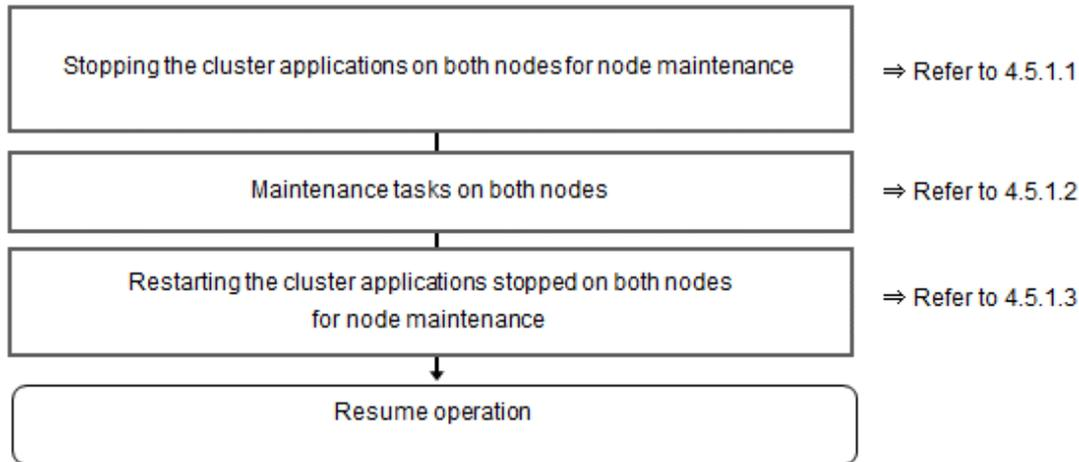 Stopping the cluster applications on both nodes for node maintenance
⇒ Refer to 4.5.1.1
Maintenance tasks on both nodes
⇒ Refer to 4.5.1.2
Restarting the cluster applications stopped on both nodes
for node maintenance
⇒ Refer to 4.5.1.3
Resume operation